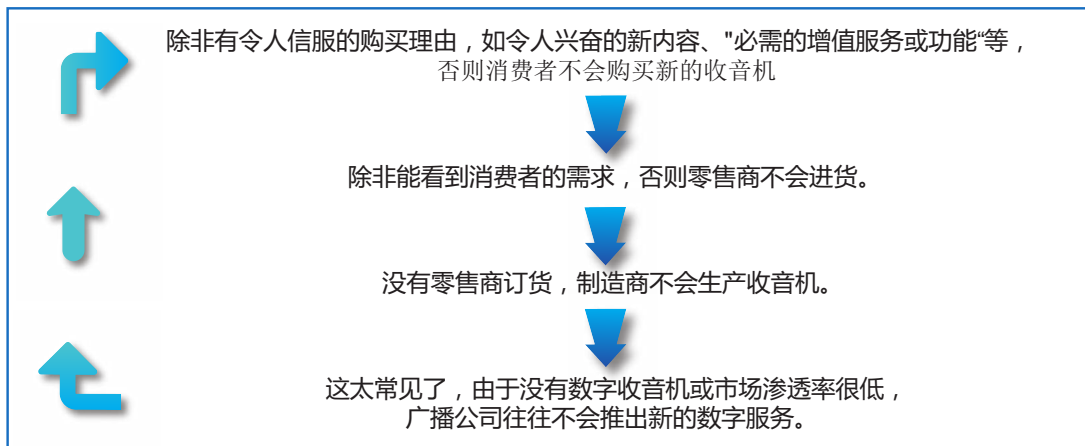 除非有令人信服的购买理由，如令人兴奋的新内容、"必需的增值服务或功能“等，
否则消费者不会购买新的收音机
除非能看到消费者的需求，否则零售商不会进货。
没有零售商订货，制造商不会生产收音机。
这太常见了，由于没有数字收音机或市场渗透率很低，
广播公司往往不会推出新的数字服务。